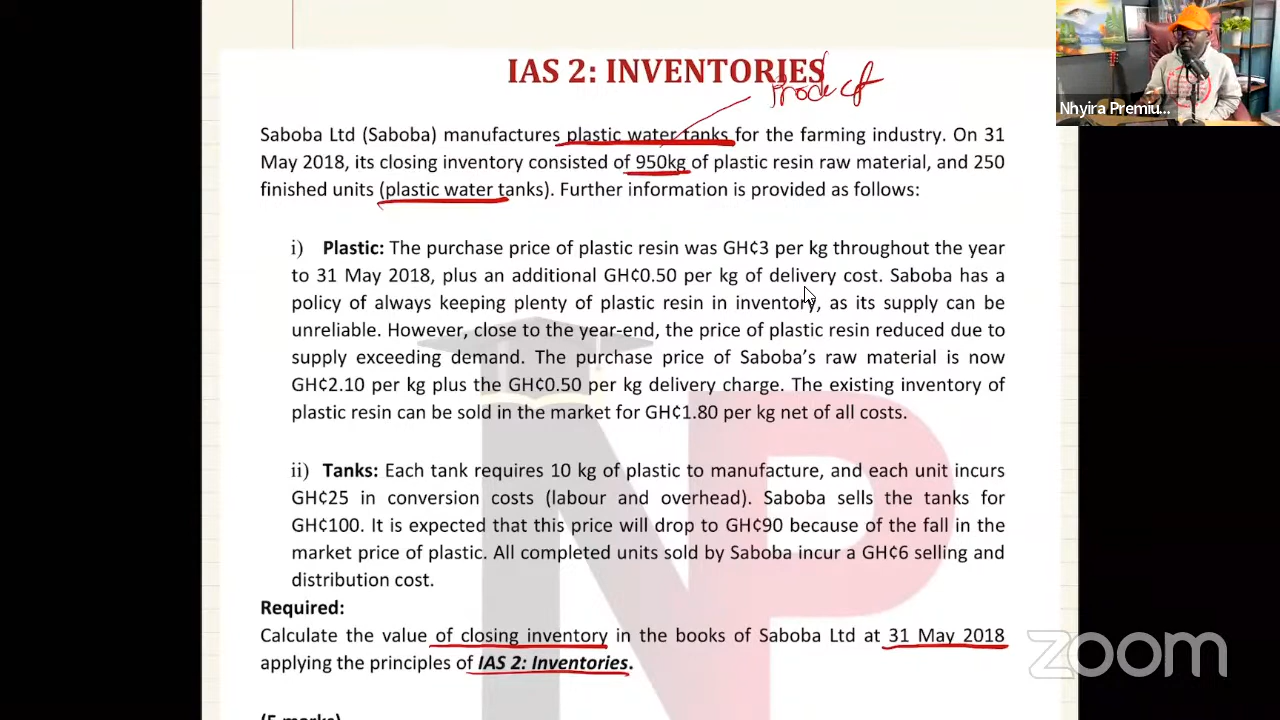 IAS 2: INVENTORIES
Product
Nhyira Premiu...
Saboba Ltd (Saboba) manufactures plastic water tanks for the farming industry. On 31
May 2018, its closing inventory consisted of 950kg of plastic resin raw material, and 250
finished units (plastic water tanks). Further information is provided as follows:
i) Plastic: The purchase price of plastic resin was GH¢3 per kg throughout the year
to 31 May 2018, plus an additional GH¢0.50 per kg of delivery cost. Saboba has a
policy of always keeping plenty of plastic resin in inventory, as its supply can be
unreliable. However, close to the year-end, the price of plastic resin reduced due to
supply exceeding demand. The purchase price of Saboba’s raw material is now
GH¢2.10 per kg plus the GH¢0.50 per kg delivery charge. The existing inventory of
plastic resin can be sold in the market for GH¢1.80 per kg net of all costs.
ii) Tanks: Each tank requires 10 kg of plastic to manufacture, and each unit incurs
GH¢25 in conversion costs (labour and overhead). Saboba sells the tanks for
GH¢100. It is expected that this price will drop to GH¢90 because of the fall in the
market price of plastic. All completed units sold by Saboba incur a GH¢6 selling and
distribution cost.
Required:
Calculate the value of closing inventory in the books of Saboba Ltd at 31 May 2018
applying the principles of IAS 2: Inventories.
zoom
NP
(5 marks)